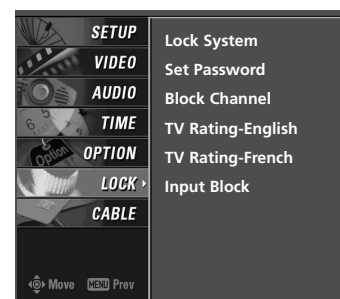 SETUP
VIDEO
AUDIO
TIME
OPTION
LOCK
CABLE
Move MENU Prev
Lock System
Set Password
Block Channel
TV Rating-English
TV Rating-French
Input Block